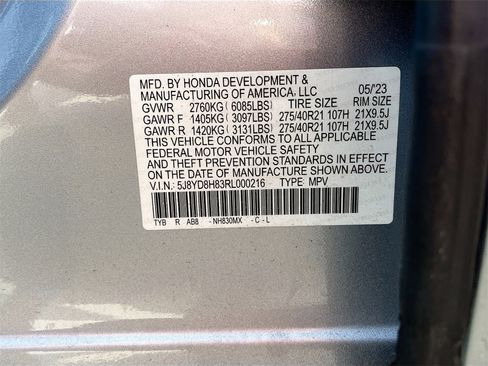 MFD. BY HONDA DEVELOPMENT &
MANUFACTURING OF AMERICA, LLC 05/'23
GVWR 2760KG (6085LBS) TIRE SIZE RIM SIZE
GAWR F 1405KG (3097LBS) 275/40R21 107H 21X9.5J
GAWR R 1420KG (3131LBS) 275/40R21 107H 21X9.5J
THIS VEHICLE CONFORMS TO ALL APPLICABLE
FEDERAL MOTOR VEHICLE SAFETY
AND THEFT PREVENTION STANDARDS IN EFFECT
ON THE DATE OF MANUFACTURE SHOWN ABOVE.
V.I.N.: 5J8YD8H83RL000216 TYPE: MPV
TYB R AB8 - NH830MX - C - L